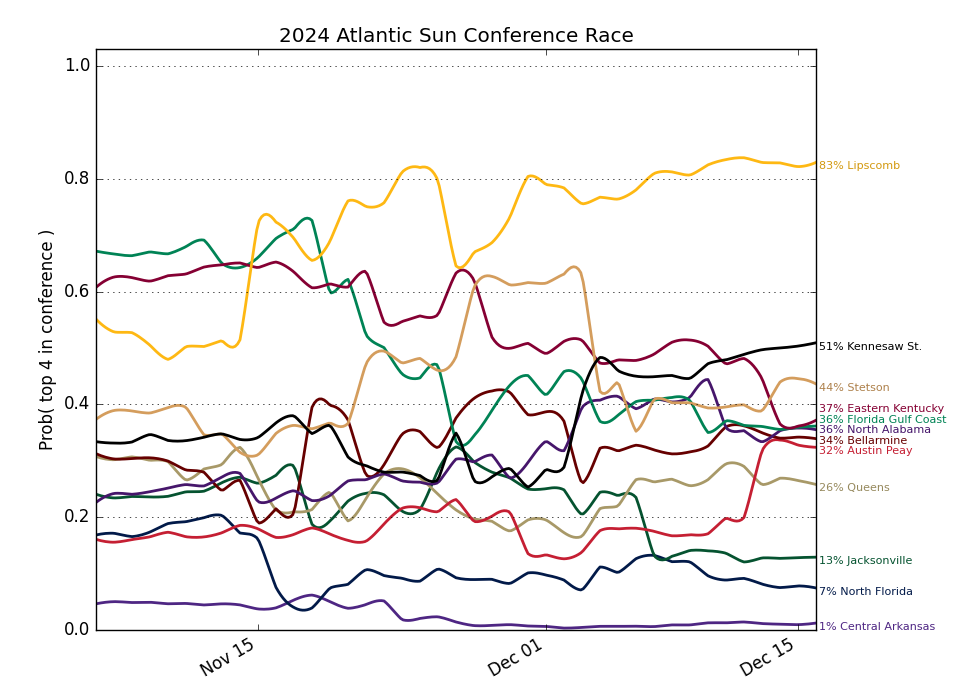 2024 Atlantic Sun Conference Race
Prob( top 4 in conference )
1.0
0.8
0.6
0.4
0.2
0.0
Nov 15
Dec 01
Dec 15
83% Lipscomb
51% Kennesaw St.
44% Stetson
37% Eastern Kentucky
36% Florida Gulf Coast
36% North Alabama
34% Bellarmine
32% Austin Peay
26% Queens
13% Jacksonville
7% North Florida
1% Central Arkansas